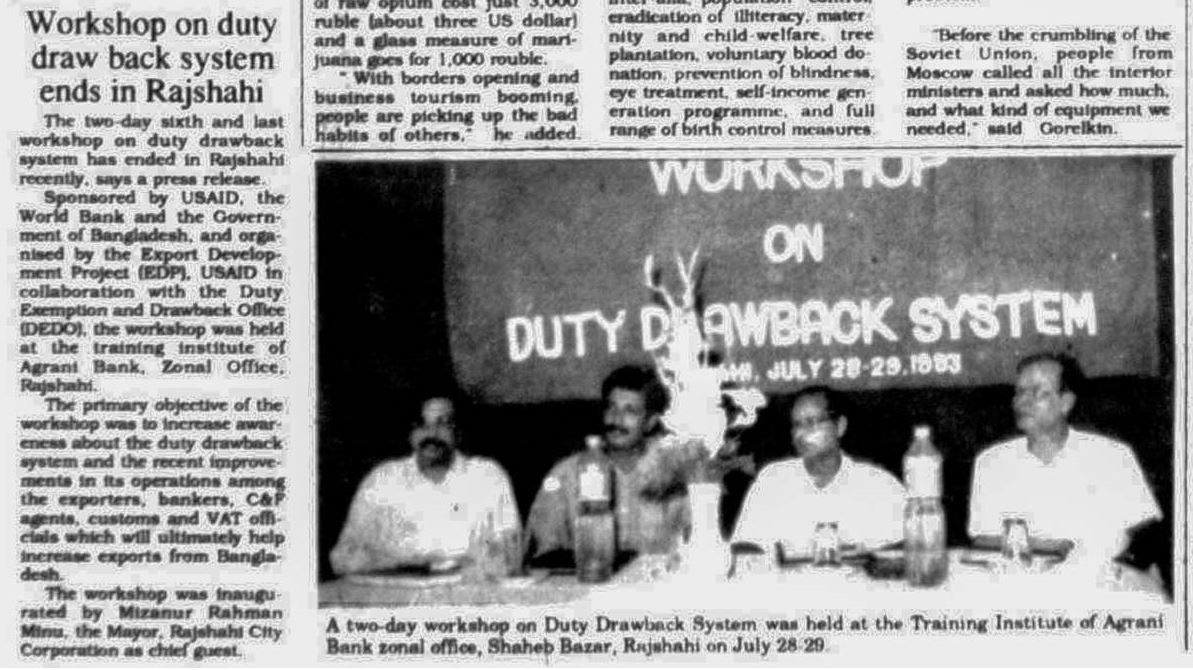 Workshop on duty
draw back system
ends in Rajshahi
The two-day sixth and last
workshop on duty drawback
system has ended in Rajshahi
recently, says a press release.
Sponsored by USAID, the
World Bank and the Govern-
ment of Bangladesh, and orga-
nised by the Export Develop-
ment Project (EDP), USAID in
collaboration with the Duty
Exemption and Drawback Office
(DEDO), the workshop was held
at the training institute of
Agrani Bank, Zonal Office,
Rajshahi.
The primary objective of the
workshop was to increase awar-
eness about the duty drawback
system and the recent improve-
ments in its operations among
the exporters, bankers, C&F
agents, customs and VAT offi-
cials which will ultimately help
increase exports from Bangla-
desh.
The workshop was inaugu-
rated by Mizanur Rahman
Minu, the Mayor, Rajshahi City
Corporation as chief guest.
of raw opium cost just 3,000
ruble (about three US dollar)
and a glass measure of mari-
juana goes for 1,000 rouble.
" With borders opening and
business tourism booming,
people are picking up the bad
habits of others," he added.
eradication of illiteracy, mater-
nity and child-welfare, tree
plantation, voluntary blood do-
nation, prevention of blindness,
eye treatment, self-income gen-
eration programme, and full
range of birth control measures.
"Before the crumbling of the
Soviet Union, people from
Moscow called all the interior
ministers and asked how much,
and what kind of equipment we
needed," said Gorelkin.
WORKSHOP
ON
DUTY DRAWBACK SYSTEM
JULY 28-29, 1993
A two-day workshop on Duty Drawback System was held at the Training Institute of Agrani
Bank zonal office, Shaheb Bazar, Rajshahi on July 28-29.